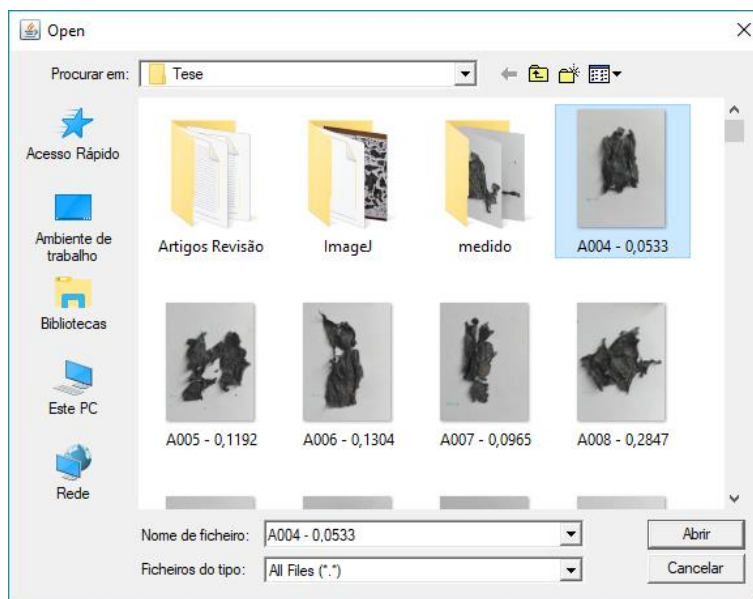 Open
Procurar em:
Tese
Acesso Rápido
Ambiente de
trabalho
Bibliotecas
Este PC
Rede
Artigos Revisão
ImageJ
medido
A004 - 0,0533
A005 - 0,1192
A006 - 0,1304
A007 - 0,0965
A008 - 0,2847
Nome de ficheiro:
A004 - 0,0533
Abrir
Ficheiros do tipo:
All Files (*.*)
Cancelar